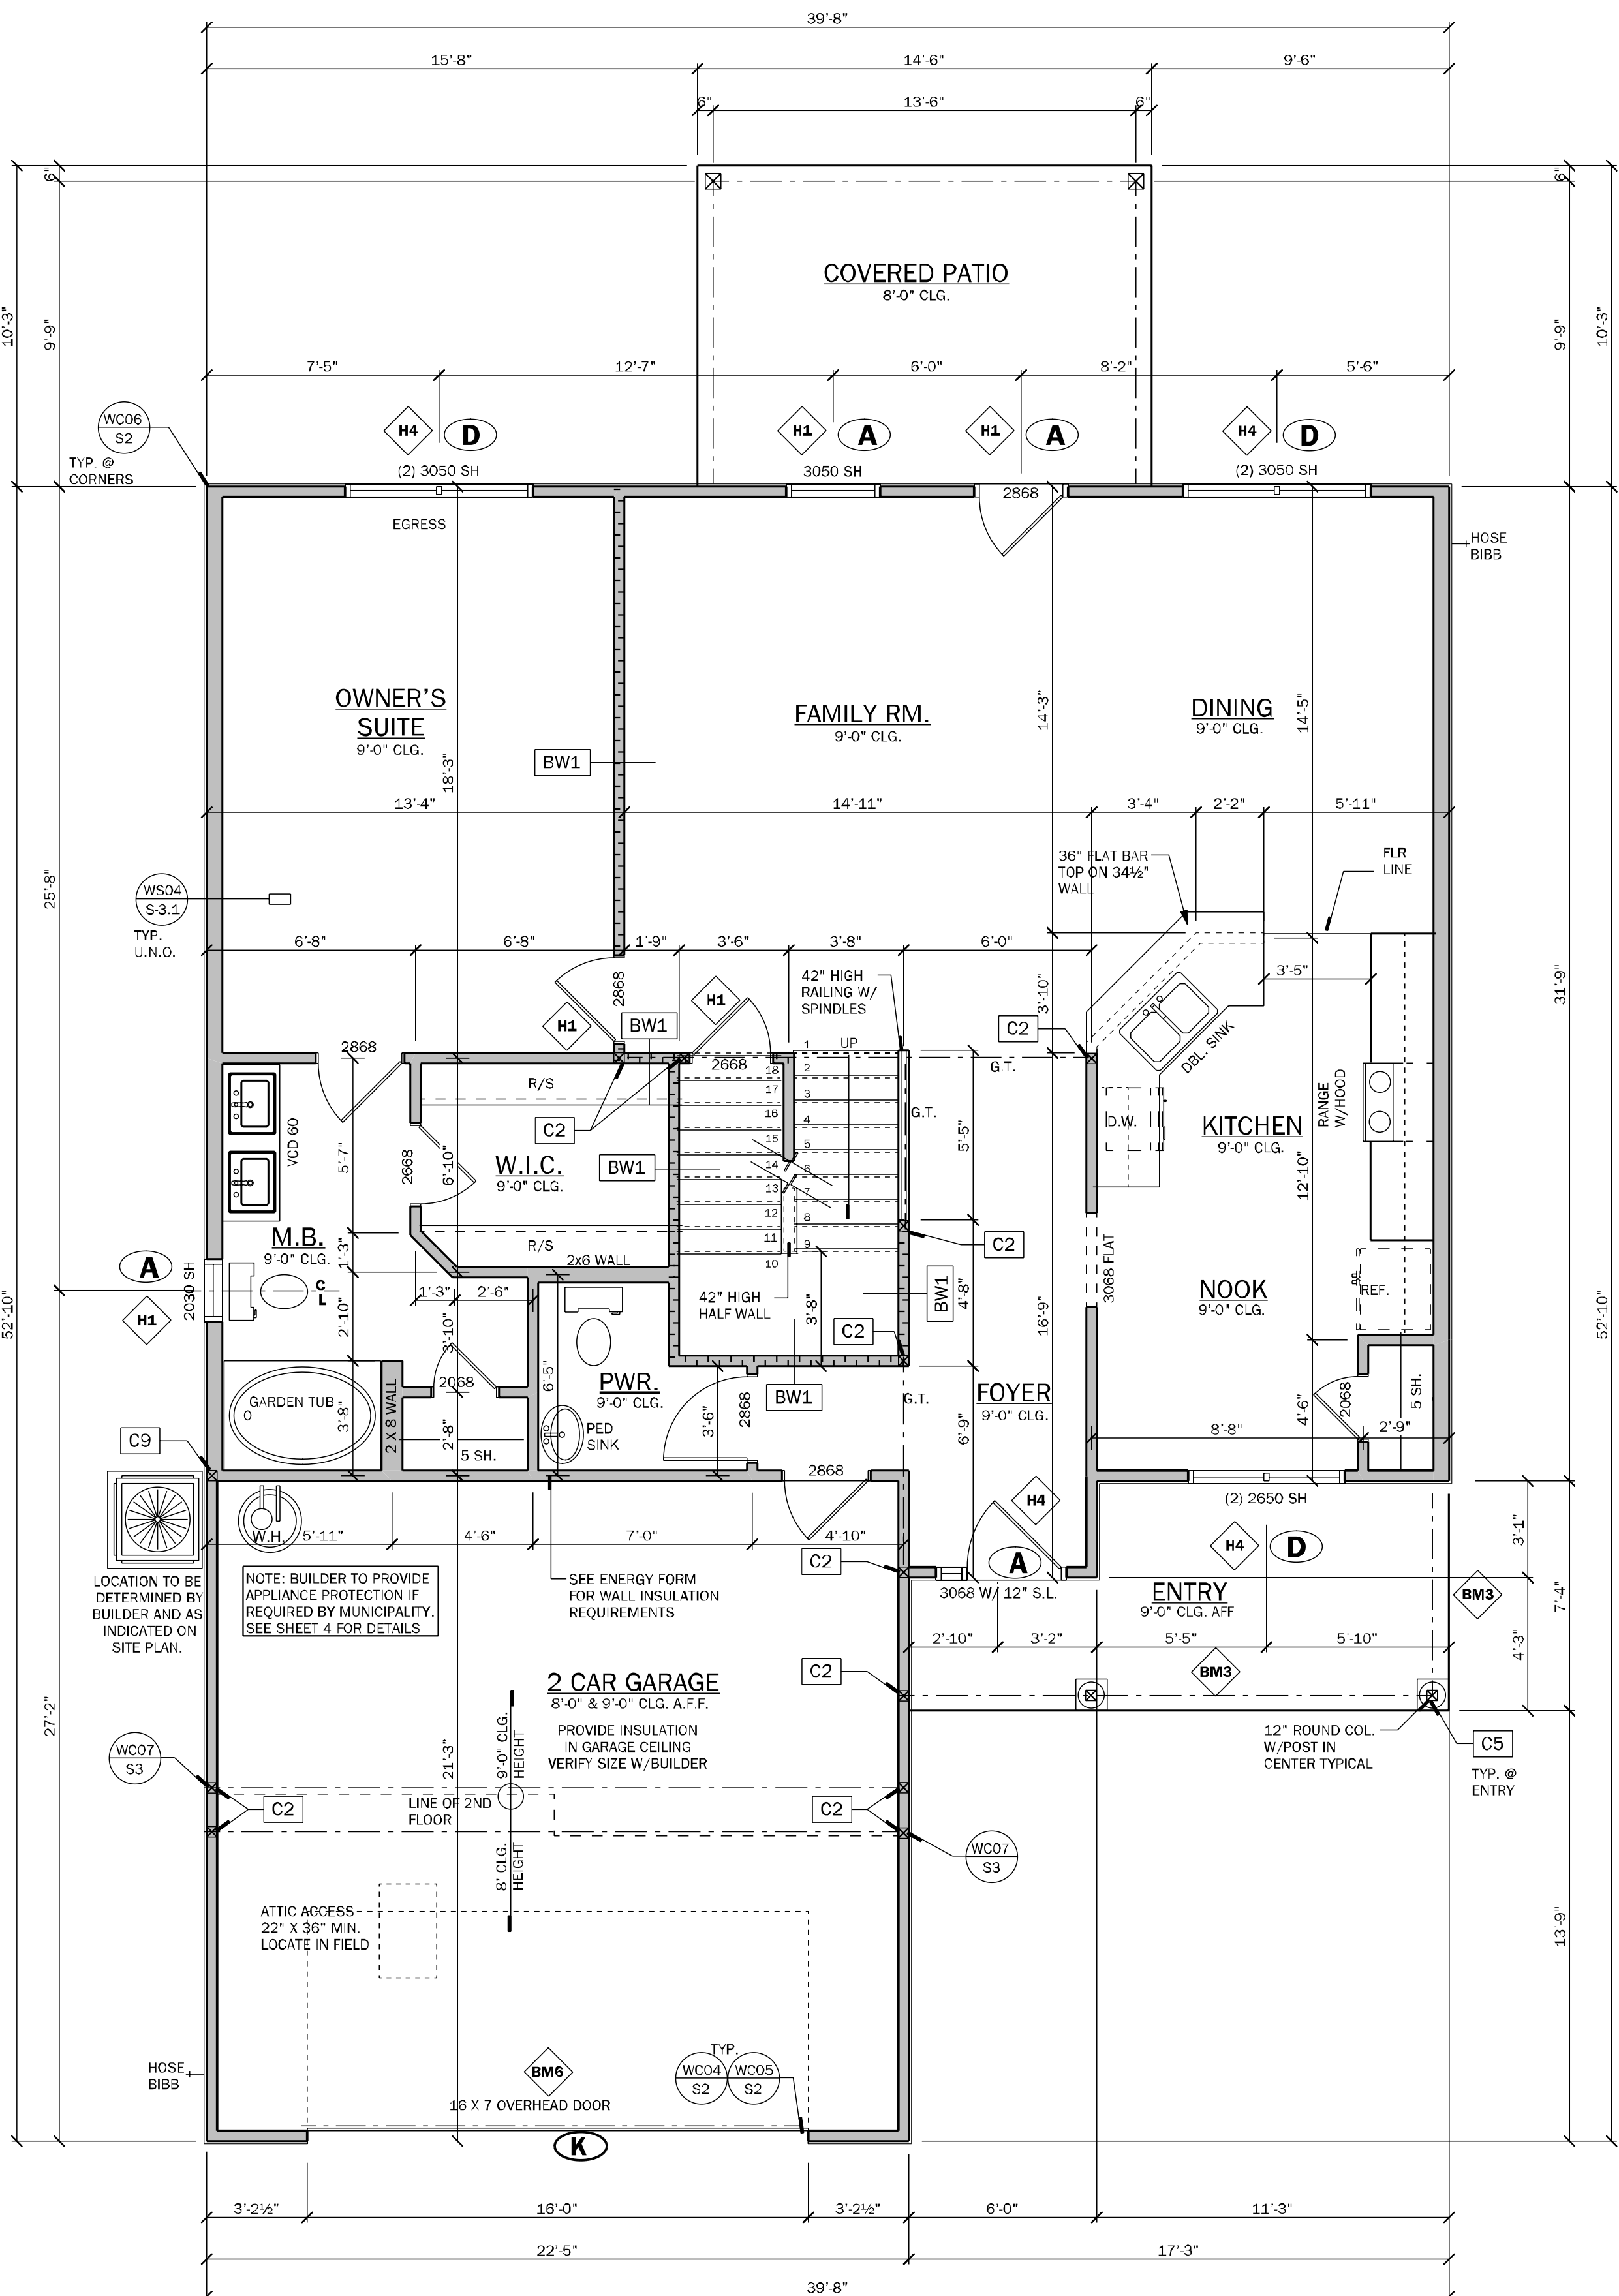 39'-8"
15'-8"
14'-6"
9'-6"
6"
13'-6"
6"
6"
6"
COVERED PATIO
8'-0" CLG.
10'-3"
9'-9"
9'-9"
10'-3"
7'-5"
12'-7"
6'-0"
8'-2"
5'-6"
WC06
S2
TYP. @
CORNERS
H4
D
H1
A
H1
A
H4
D
(2) 3050 SH
3050 SH
(2) 3050 SH
2868
EGRESS
HOSE
BIBB
OWNER'S
SUITE
9'-0" CLG.
FAMILY RM.
9'-0" CLG.
DINING
9'-0" CLG.
14'-3"
14'-5"
18'-3"
BW1
13'-4"
14'-11"
3'-4"
2'-2"
5'-11"
25'-8"
WS04
S-3.1
TYP.
U.N.O.
36" FLAT BAR
TOP ON 34½"
WALL
FLR
LINE
6'-8"
6'-8"
1'-9"
3'-6"
3'-8"
6'-0"
3'-5"
31'-9"
2868
42" HIGH
RAILING W/
SPINDLES
3'-10"
H1
H1
BW1
C2
DBL. SINK
2868
2668
UP
G.T.
1
2
3
4
5
6
7
8
9
10
11
12
13
14
15
16
17
18
R/S
VCD 60
C2
G.T.
5'-5"
D.W.
KITCHEN
9'-0" CLG.
RANGE
W/HOOD
5'-7"
2668
6'-10"
W.I.C.
9'-0" CLG.
BW1
12'-10"
M.B.
9'-0" CLG.
R/S
2x6 WALL
C2
3068 FLAT
1'-3"
A
2030 SH
H1
C
L
1'-3"
2'-6"
42" HIGH
HALF WALL
3'-8"
BW1
4'-8"
NOOK
9'-0" CLG.
REF.
52'-10"
52'-10"
2'-10"
3'-10"
C2
16'-9"
GARDEN TUB
3'-8"
2 X 8 WALL
2068
6'-5"
PWR.
9'-0" CLG.
BW1
G.T.
FOYER
9'-0" CLG.
2068
5 SH.
4'-6"
C9
2'-8"
5 SH.
PED
SINK
3'-6"
2868
6'-9"
8'-8"
2'-9"
2868
(2) 2650 SH
W.H.
5'-11"
4'-6"
7'-0"
4'-10"
H4
H4
D
3'-1"
LOCATION TO BE
DETERMINED BY
BUILDER AND AS
INDICATED ON
SITE PLAN.
NOTE: BUILDER TO PROVIDE
APPLIANCE PROTECTION IF
REQUIRED BY MUNICIPALITY.
SEE SHEET 4 FOR DETAILS
SEE ENERGY FORM
FOR WALL INSULATION
REQUIREMENTS
C2
A
3068 W/ 12" S.L.
ENTRY
9'-0" CLG. AFF
BM3
7'-4"
2'-10"
3'-2"
5'-5"
5'-10"
4'-3"
C2
BM3
2 CAR GARAGE
8'-0" & 9'-0" CLG. A.F.F.
PROVIDE INSULATION
IN GARAGE CEILING
VERIFY SIZE W/BUILDER
12" ROUND COL.
W/POST IN
CENTER TYPICAL
C5
TYP. @
ENTRY
27'-2"
WC07
S3
21'-3"
9'-0" CLG.
HEIGHT
C2
LINE OF 2ND
FLOOR
C2
8' CLG.
HEIGHT
WC07
S3
ATTIC ACCESS
22" X 36" MIN.
LOCATE IN FIELD
13'-9"
HOSE
BIBB
BM6
TYP.
WC04
S2
WC05
S2
16 X 7 OVERHEAD DOOR
K
3'-2½"
16'-0"
3'-2½"
6'-0"
11'-3"
22'-5"
17'-3"
39'-8"